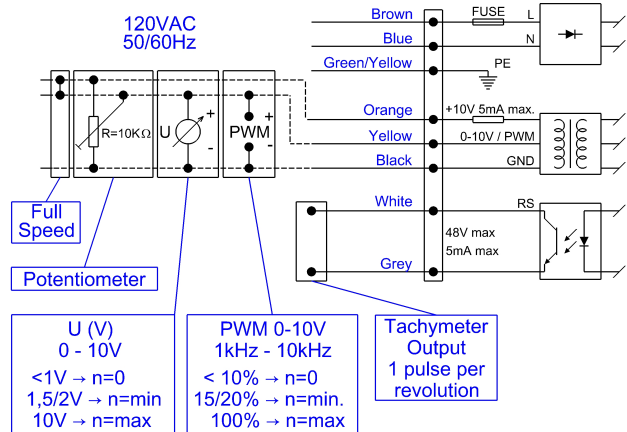 120VAC
50/60Hz
Brown
FUSE
L
Blue
N
Green/Yellow
PE
Orange
+10V 5mA max.
Yellow
0-10V / PWM
Black
GND
R=10KΩ
U
+
-
PWM
+
-
White
RS
48V max
5mA max
Grey
Full
Speed
Potentiometer
U (V)
0 - 10V
<1V → n=0
1,5/2V → n=min
10V → n=max
PWM 0-10V
1kHz - 10kHz
< 10% → n=0
15/20% → n=min.
100% → n=max
Tachymeter
Output
1 pulse per
revolution